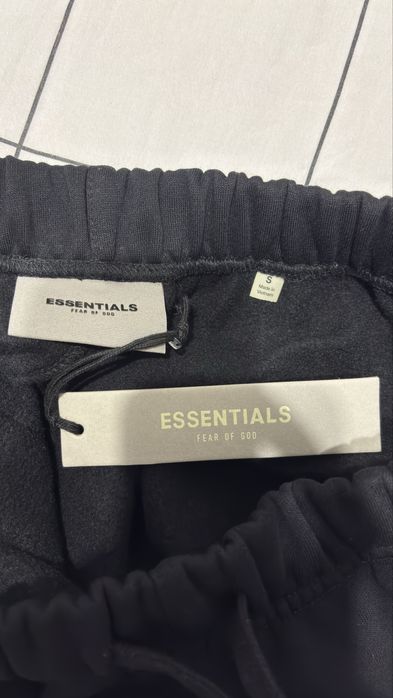 ESSENTIALS
FEAR OF GOD
S
Made in
Vietnam
ESSENTIALS
FEAR OF GOD